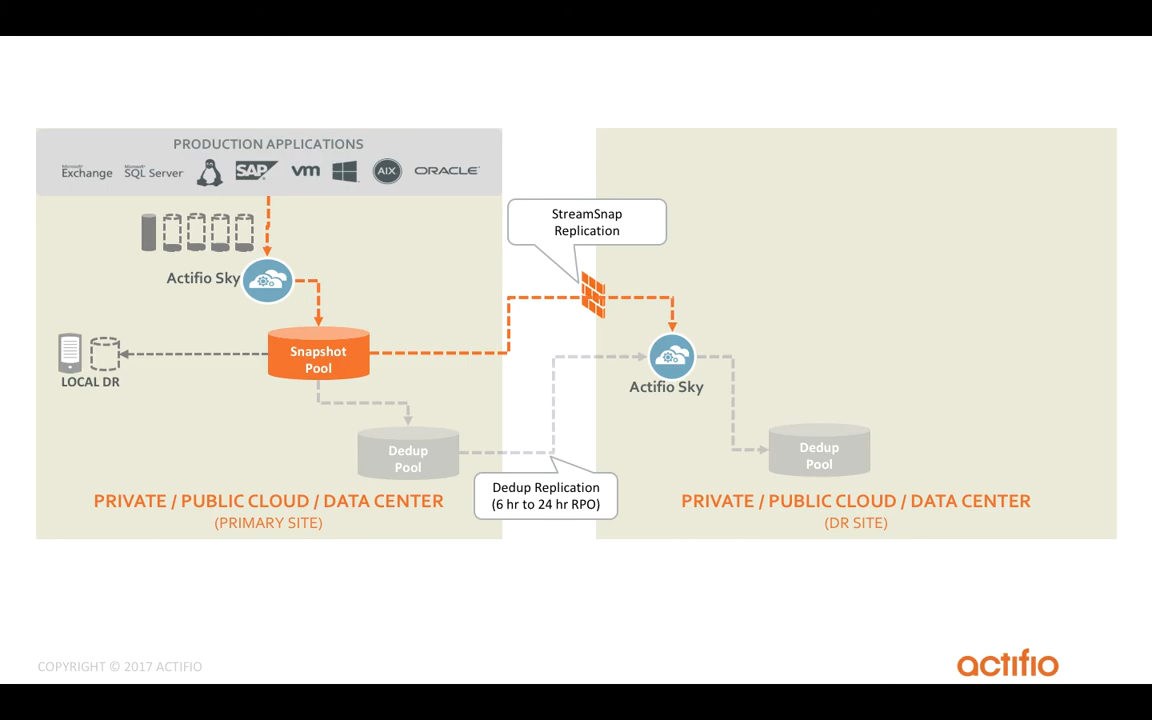 PRODUCTION APPLICATIONS
Microsoft Exchange
Microsoft SQL Server
SAP
vm
AIX
ORACLE
StreamSnap
Replication
Actifio Sky
Snapshot
Pool
LOCAL DR
Actifio Sky
Dedup
Pool
Dedup
Pool
Dedup Replication
(6 hr to 24 hr RPO)
PRIVATE / PUBLIC CLOUD / DATA CENTER
(PRIMARY SITE)
PRIVATE / PUBLIC CLOUD / DATA CENTER
(DR SITE)
COPYRIGHT © 2017 ACTIFIO
actifio